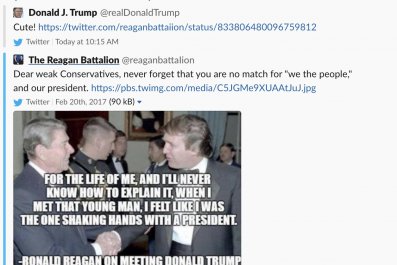 Donald J. Trump @realDonaldTrump
Cute! https://twitter.com/reaganbattaiion/status/833806480096759812
Twitter | Today at 10:15 AM
The Reagan Battalion @reaganbattalion
Dear weak Conservatives, never forget that you are no match for "we the people,"
and our president. https://pbs.twimg.com/media/C5JGMe9XUAAtJuJ.jpg
Twitter | Feb 20th, 2017 (90 kB)
FOR THE LIFE OF ME, AND I'LL NEVER
KNOW HOW TO EXPLAIN IT, WHEN I
MET THAT YOUNG MAN, I FELT LIKE I WAS
THE ONE SHAKING HANDS WITH A PRESIDENT.
-RONALD REAGAN ON MEETING DONALD TRUMP